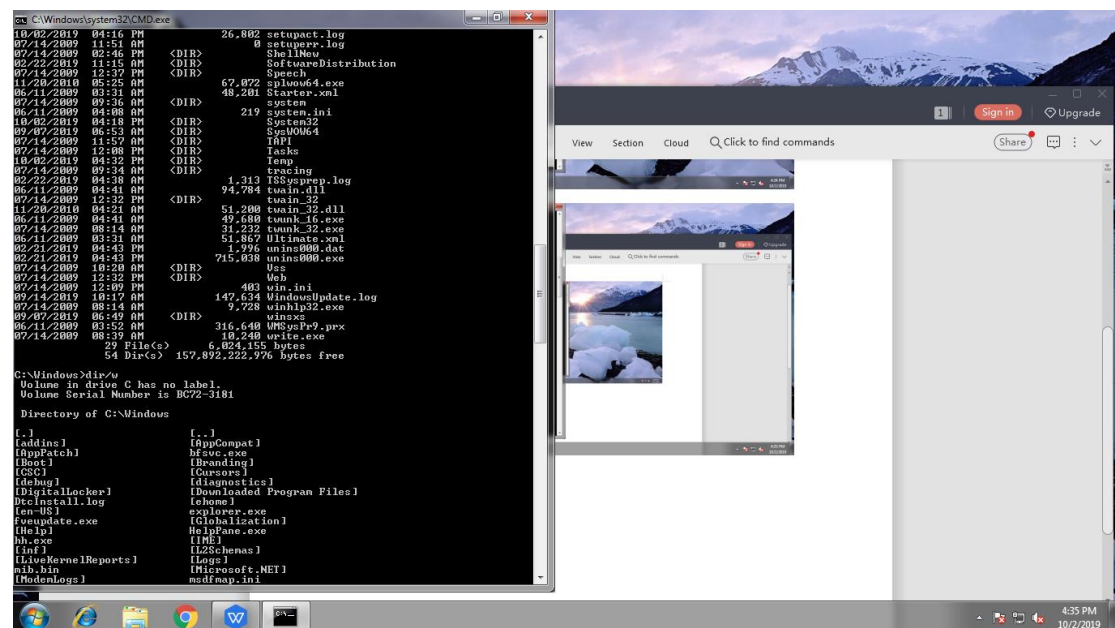 C:\Windows\system32\CMD.exe
10/02/2019 04:16 PM 26,802 setupact.log
07/14/2009 11:51 AM 0 setuperr.log
07/14/2009 02:46 PM <DIR> ShellNew
02/22/2019 11:15 AM <DIR> SoftwareDistribution
07/14/2009 12:37 PM <DIR> Speech
11/20/2010 05:25 AM 67,072 splwow64.exe
06/11/2009 03:31 AM 48,201 Starter.xml
07/14/2009 09:36 AM <DIR> system
06/11/2009 04:08 AM 219 system.ini
10/02/2019 04:18 PM <DIR> System32
09/07/2019 06:53 AM <DIR> SysWOW64
07/14/2009 11:57 AM <DIR> TAPI
07/14/2009 12:08 PM <DIR> Tasks
10/02/2019 04:32 PM <DIR> Temp
07/14/2009 09:34 AM <DIR> tracing
02/22/2019 04:38 AM 1,313 TSSysprep.log
06/11/2009 04:41 AM 94,784 twain.dll
07/14/2009 12:32 PM <DIR> twain_32
11/20/2010 04:21 AM 51,200 twain_32.dll
06/11/2009 04:41 AM 49,680 twunk_16.exe
07/14/2009 08:14 AM 31,232 twunk_32.exe
06/11/2009 03:31 AM 51,867 Ultimate.xml
02/21/2019 04:43 PM 1,996 unins000.dat
02/21/2019 04:43 PM 715,038 unins000.exe
07/14/2009 10:20 AM <DIR> Vss
07/14/2009 12:32 PM <DIR> Web
07/14/2009 12:09 PM 403 win.ini
09/14/2019 10:17 AM 147,634 WindowsUpdate.log
07/14/2009 08:14 AM 9,728 winhlp32.exe
09/07/2019 06:49 AM <DIR> winsxs
06/11/2009 03:52 AM 316,640 WMSysPr9.prx
07/14/2009 08:39 AM 10,240 write.exe
29 File(s) 6,024,155 bytes
54 Dir(s) 157,892,222,976 bytes free
C:\Windows>dir/w
Volume in drive C has no label.
Volume Serial Number is BC72-3181
Directory of C:\Windows
[.] [..]
[addins] [AppCompat]
[AppPatch] bfsvc.exe
[Boot] [Branding]
[CSC] [Cursors]
[debug] [diagnostics]
[DigitalLocker] [Downloaded Program Files]
DtcInstall.log [ehome]
[en-US] explorer.exe
fveupdate.exe [Globalization]
[Help] HelpPane.exe
hh.exe [IME]
[inf] [L2Schemas]
[LiveKernelReports] [Logs]
mib.bin [Microsoft.NET]
[ModemLogs] msdfmap.ini
1 Sign in Upgrade
View Section Cloud Click to find commands Share
4:35 PM
10/2/2019